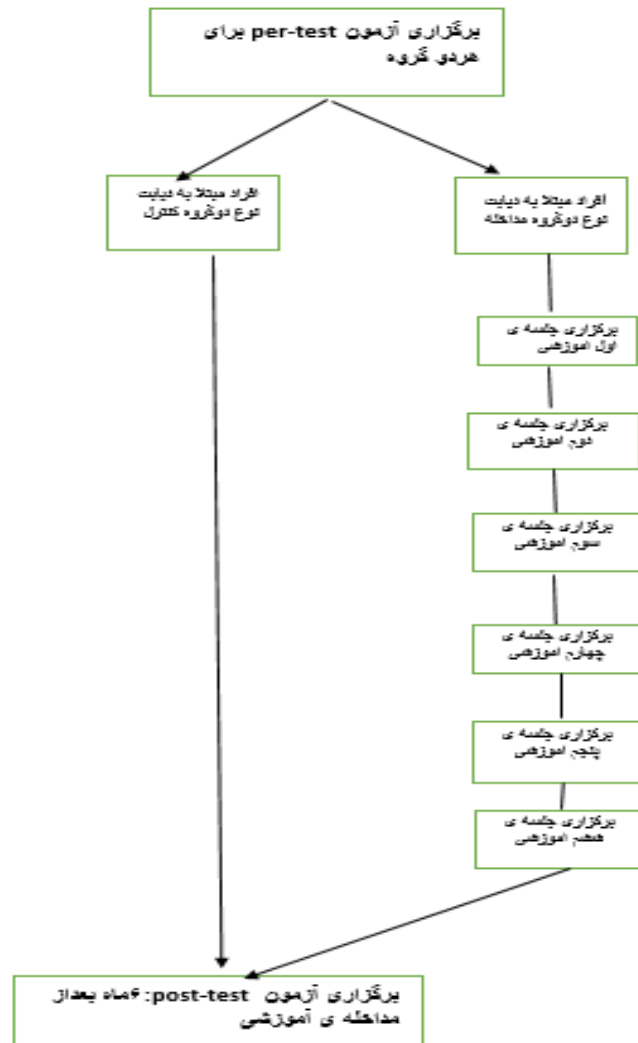 برگزاری آزمون per-test برای
هردو گروه
افراد مبتلا به دیابت
نوع دوگروه کنترل
افراد مبتلا به دیابت
نوع دوگروه مداخله
برگزاری جلسه ی
اول اموزشی
برگزاری جلسه ی
دوم اموزشی
برگزاری جلسه ی
سوم اموزشی
برگزاری جلسه ی
چهارم اموزشی
برگزاری جلسه ی
پنجم اموزشی
برگزاری جلسه ی
ششم اموزشی
برگزاری آزمون post-test: ۶ماه بعداز
مداخله ی آموزشی